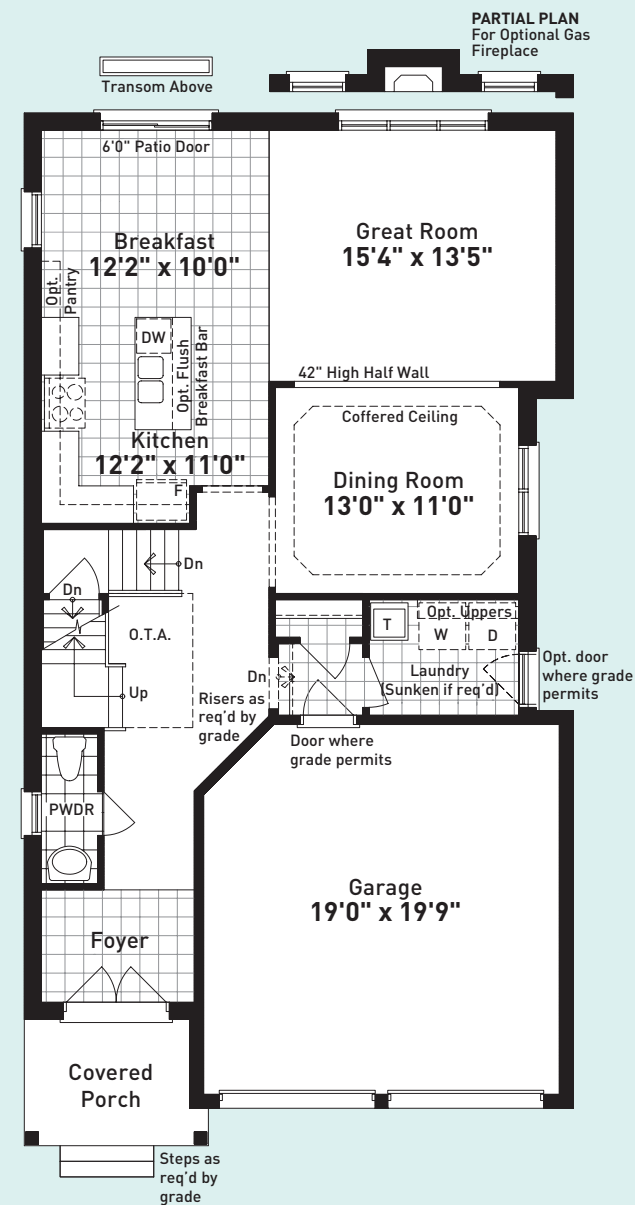 PARTIAL PLAN
For Optional Gas
Fireplace
Transom Above
6'0" Patio Door
Breakfast
12'2" x 10'0"
Great Room
15'4" x 13'5"
Opt.
Pantry
DW
Opt. Flush
Breakfast Bar
42" High Half Wall
Coffered Ceiling
Kitchen
12'2" x 11'0"
F
Dining Room
13'0" x 11'0"
Dn
Dn
O.T.A.
Up
T
Opt. Uppers
W
D
Dn
Laundry
(Sunken if req'd)
Opt. door
where grade
permits
Risers as
req'd by
grade
Door where
grade permits
PWDR
Garage
19'0" x 19'9"
Foyer
Covered
Porch
Steps as
req'd by
grade